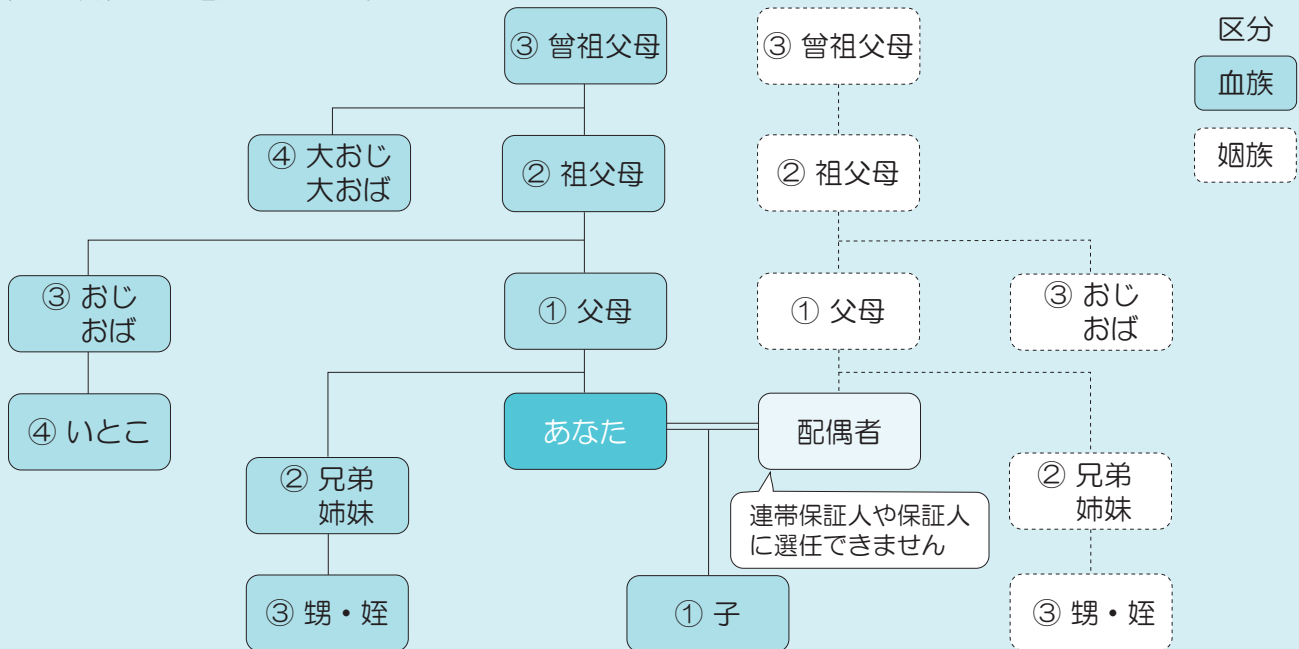 ③ 曾祖父母
③ 曾祖父母
区分
血族
姻族
④ 大おじ
大おば
② 祖父母
② 祖父母
③ おじ
おば
① 父母
① 父母
③ おじ
おば
④ いとこ
あなた
配偶者
② 兄弟
姉妹
連帯保証人や保証人
に選任できません
② 兄弟
姉妹
③ 甥・姪
① 子
③ 甥・姪